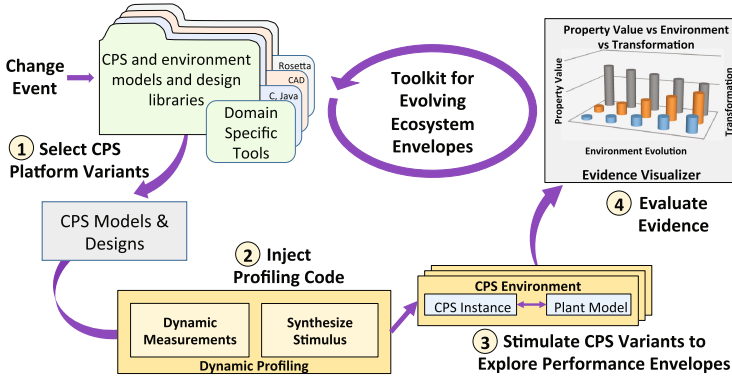 Change
Event
CPS and environment
models and design
libraries
Rosetta
CAD
C, Java
Domain
Specific
Tools
Toolkit for
Evolving
Ecosystem
Envelopes
Property Value vs Environment
vs Transformation
Property Value
Transformation
Environment Evolution
Evidence Visualizer
1 Select CPS
Platform Variants
CPS Models &
Designs
2 Inject
Profiling Code
Dynamic
Measurements
Synthesize
Stimulus
Dynamic Profiling
CPS Environment
CPS Instance
Plant Model
3 Stimulate CPS Variants to
Explore Performance Envelopes
4 Evaluate
Evidence